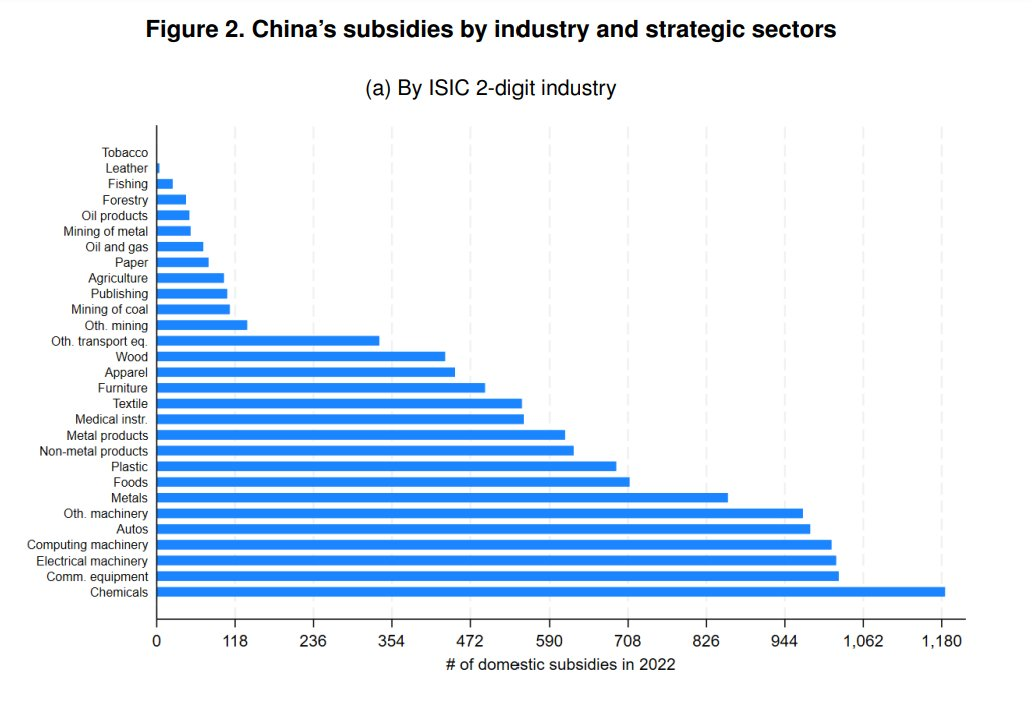 Figure 2. China’s subsidies by industry and strategic sectors
(a) By ISIC 2-digit industry
Tobacco
Leather
Fishing
Forestry
Oil products
Mining of metal
Oil and gas
Paper
Agriculture
Publishing
Mining of coal
Oth. mining
Oth. transport eq.
Wood
Apparel
Furniture
Textile
Medical instr.
Metal products
Non-metal products
Plastic
Foods
Metals
Oth. machinery
Autos
Computing machinery
Electrical machinery
Comm. equipment
Chemicals
0 118 236 354 472 590 708 826 944 1,062 1,180
# of domestic subsidies in 2022